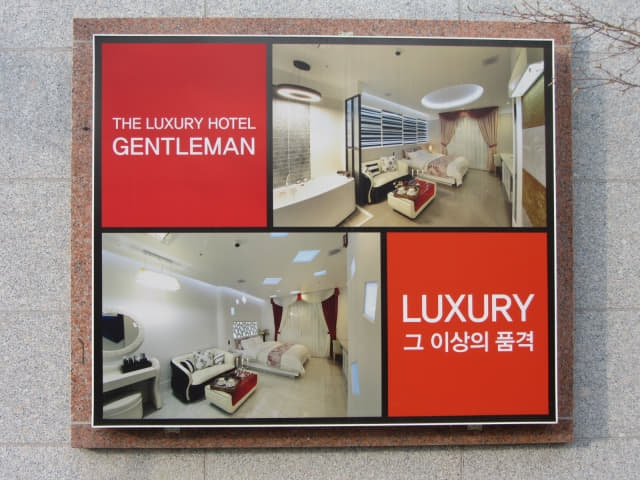 THE LUXURY HOTEL
GENTLEMAN
LUXURY
그 이상의 품격